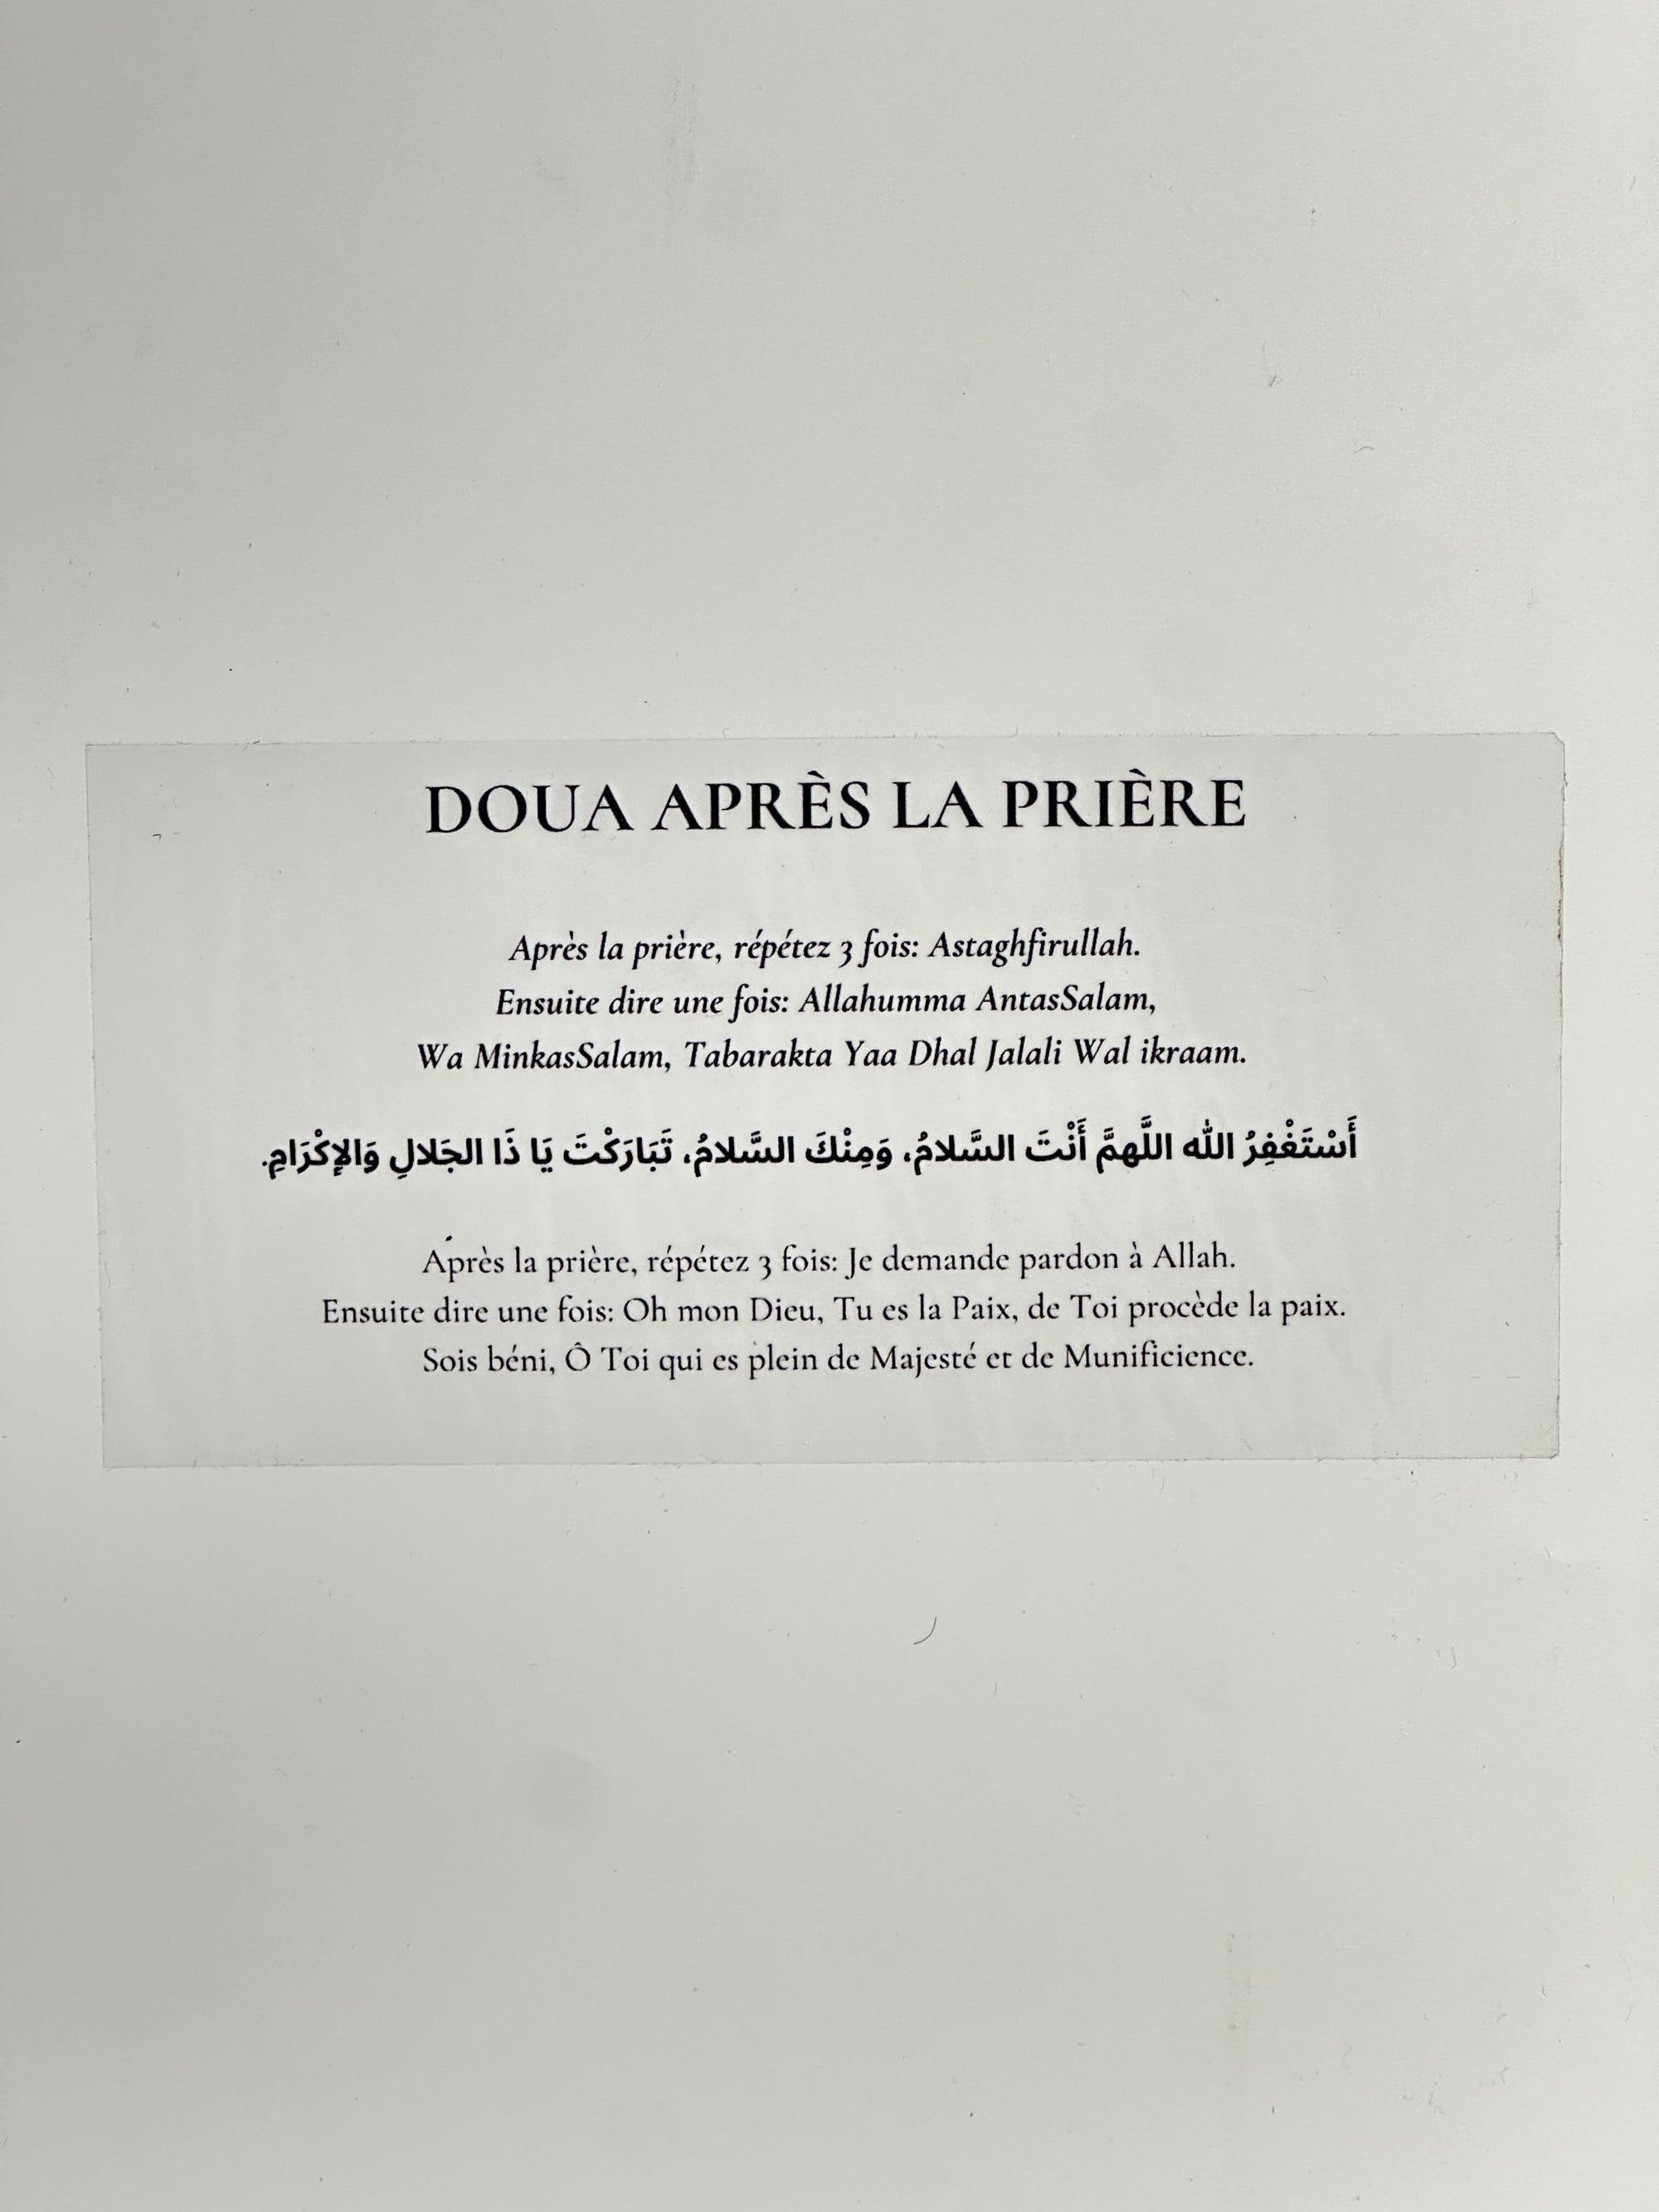 DOUA APRÈS LA PRIÈRE
Après la prière, répétez 3 fois: Astaghfirullah.
Ensuite dire une fois: Allahumma AntasSalam,
Wa MinkasSalam, Tabarakta Yaa Dhal Jalali Wal ikraam.
أَسْتَغْفِرُ الله اللَّهمَّ أَنْتَ السَّلامُ، وَمِنْكَ السَّلامُ، تَبَارَكْتَ يَا ذَا الجَلالِ وَالإكْرَامِ.
Après la prière, répétez 3 fois: Je demande pardon à Allah.
Ensuite dire une fois: Oh mon Dieu, Tu es la Paix, de Toi procède la paix.
Sois béni, Ô Toi qui es plein de Majesté et de Munificience.